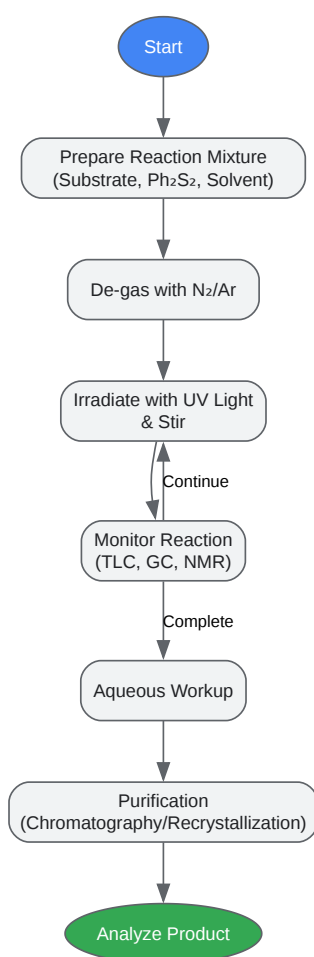 Start
Prepare Reaction Mixture
(Substrate, Ph₂S₂, Solvent)
De-gas with N₂/Ar
Irradiate with UV Light
& Stir
Continue
Monitor Reaction
(TLC, GC, NMR)
Complete
Aqueous Workup
Purification
(Chromatography/Recrystallization)
Analyze Product